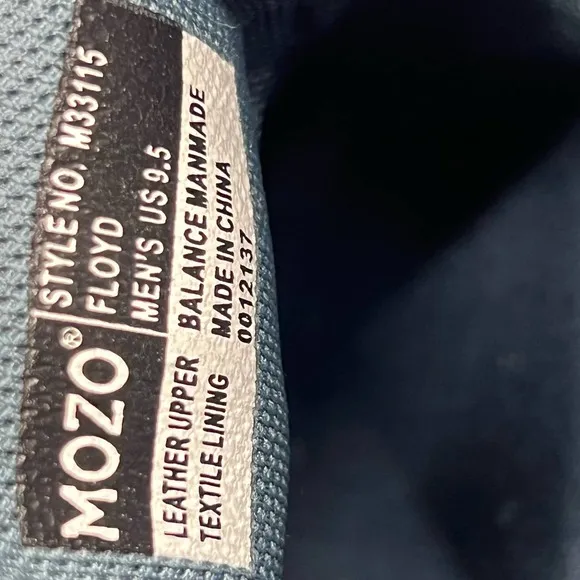 MOZO®
STYLE NO. M33115
FLOYD
MEN'S US 9.5
LEATHER UPPER
TEXTILE LINING
BALANCE MANMADE
MADE IN CHINA
0012137